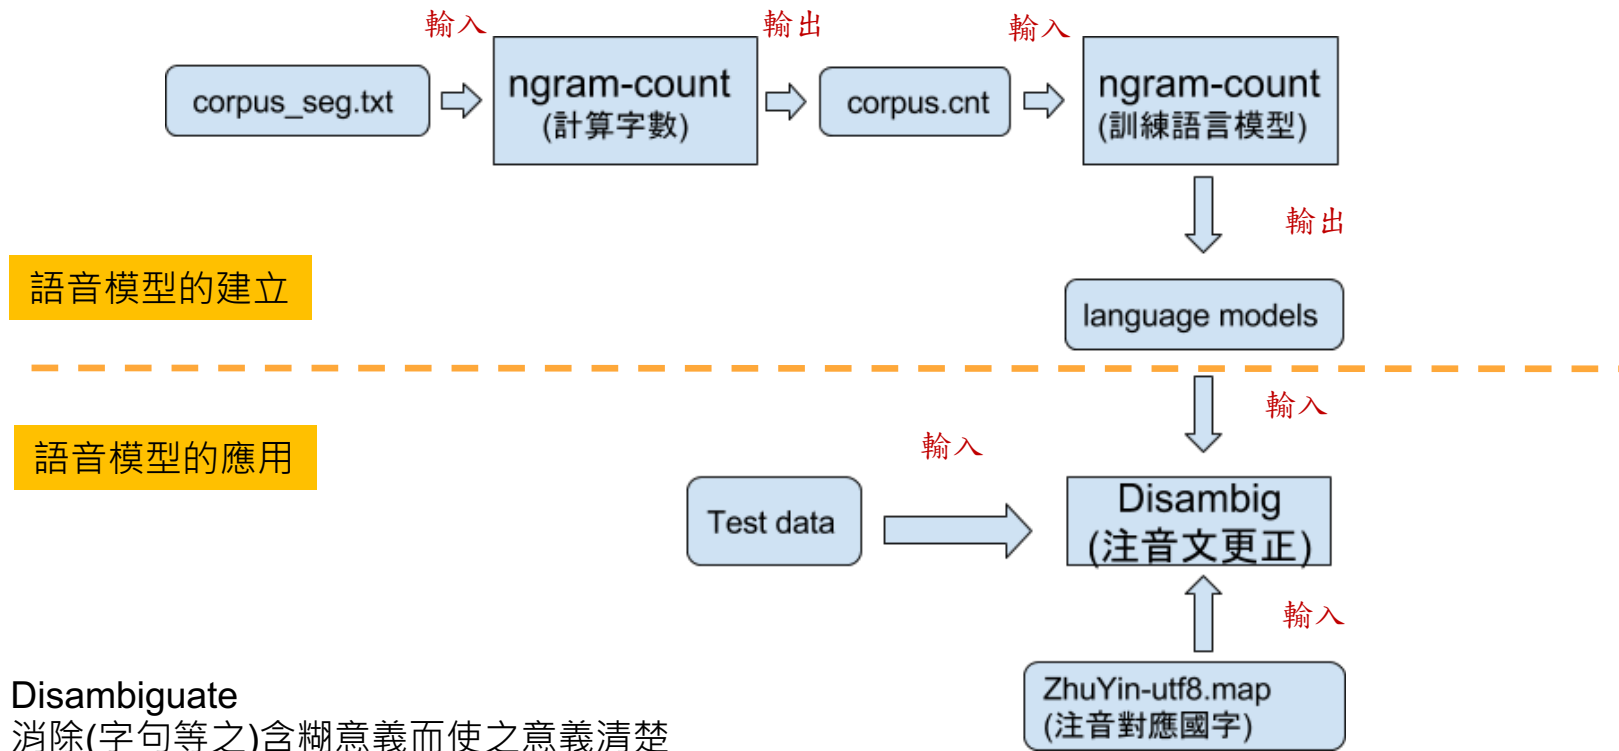 輸入
輸出
輸入
corpus_seg.txt
ngram-count
(計算字數)
corpus.cnt
ngram-count
(訓練語言模型)
輸出
語音模型的建立
language models
輸入
語音模型的應用
輸入
Test data
Disambig
(注音文更正)
輸入
ZhuYin-utf8.map
(注音對應國字)
Disambiguate
消除(字句等之)含糊意義而使之意義清楚